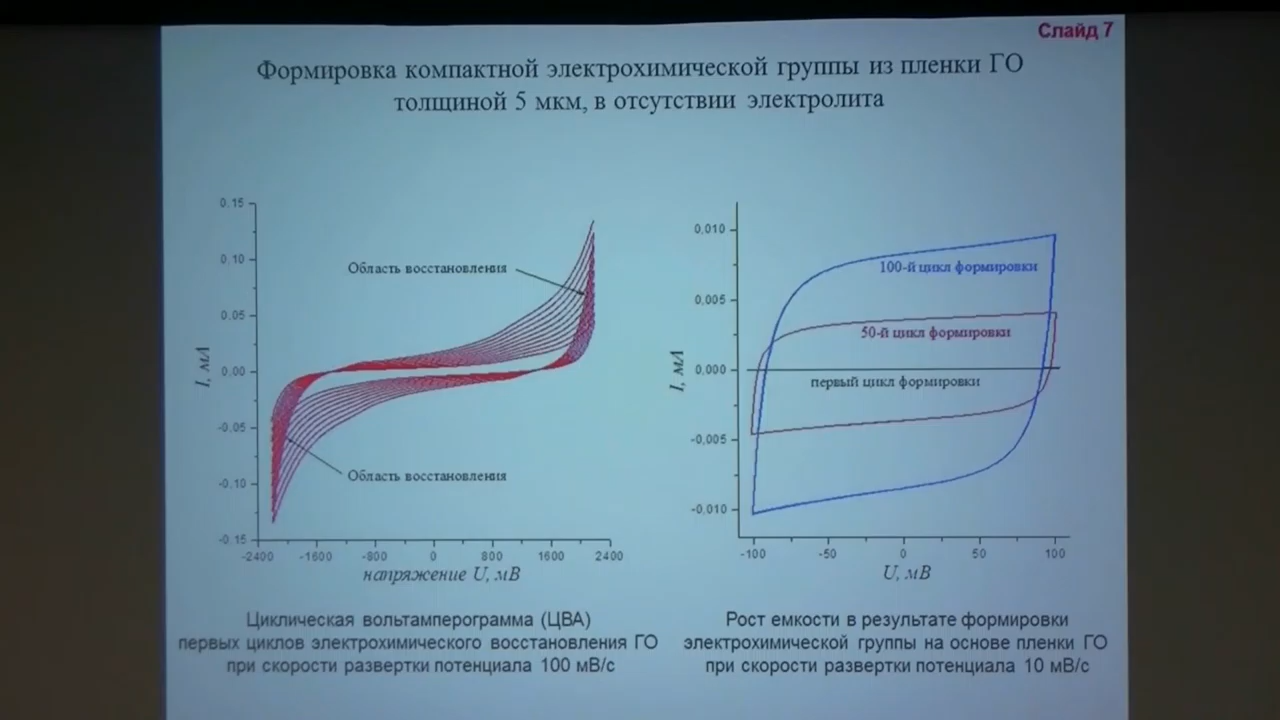 Слайд 7
Формировка компактной электрохимической группы из пленки ГО
толщиной 5 мкм, в отсутствии электролита
0.15
0.10
0.05
0.00
-0.05
-0.10
-0.15
I, мА
Область восстановления
Область восстановления
-2400 -1600 -800 0 800 1600 2400
напряжение U, мВ
0,010
0,005
0,000
-0,005
-0,010
I, мА
100-й цикл формировки
50-й цикл формировки
первый цикл формировки
-100 -50 0 50 100
U, мВ
Циклическая вольтамперограмма (ЦВА)
первых циклов электрохимического восстановления ГО
при скорости развертки потенциала 100 мВ/с
Рост емкости в результате формировки
электрохимической группы на основе пленки ГО
при скорости развертки потенциала 10 мВ/с